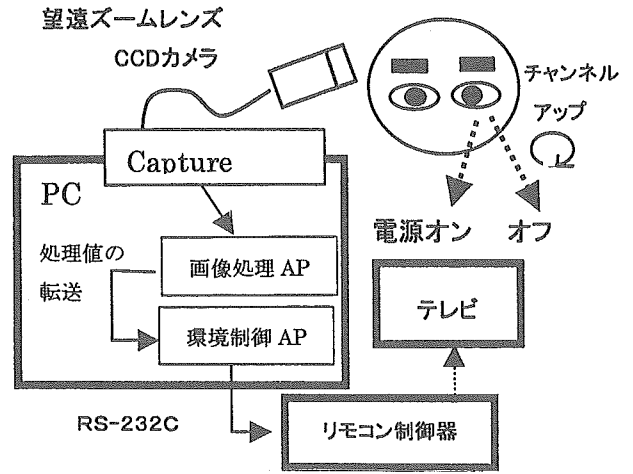 望遠ズームレンズ
CCDカメラ
チャンネル
アップ
Capture
PC
電源オン オフ
処理値の
転送
画像処理 AP
環境制御 AP
テレビ
RS-232C
リモコン制御器